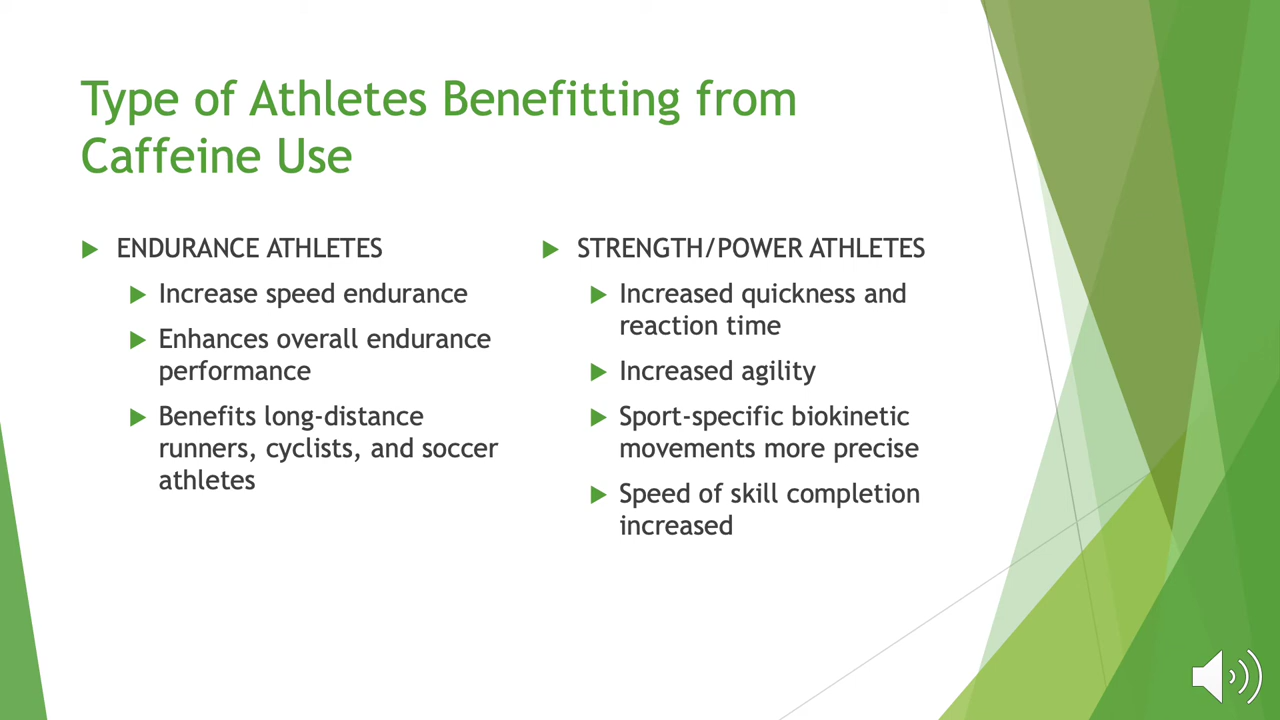 Type of Athletes Benefitting from
Caffeine Use
ENDURANCE ATHLETES
Increase speed endurance
Enhances overall endurance
performance
Benefits long-distance
runners, cyclists, and soccer
athletes
STRENGTH/POWER ATHLETES
Increased quickness and
reaction time
Increased agility
Sport-specific biokinetic
movements more precise
Speed of skill completion
increased